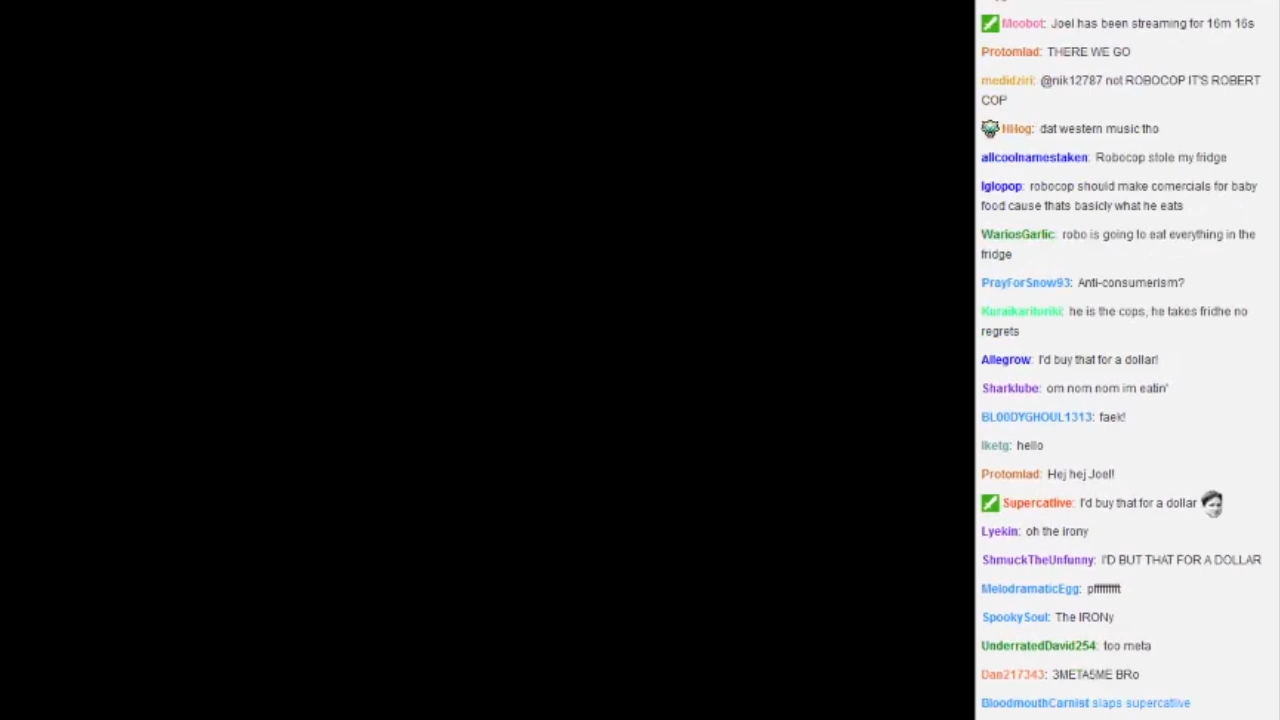 Moobot: Joel has been streaming for 16m 16s
Protomlad: THERE WE GO
medidziri: @nik12787 not ROBOCOP IT'S ROBERT
COP
HHog: dat western music tho
allcoolnamestaken: Robocop stole my fridge
Iglopop: robocop should make comercials for baby
food cause thats basicly what he eats
WariosGarlic: robo is going to eat everything in the
fridge
PrayForSnow93: Anti-consumerism?
Kuraikaritoriki: he is the cops, he takes fridhe no
regrets
Allegrow: I'd buy that for a dollar!
Sharklube: om nom nom im eatin'
BL00DYGHOUL1313: faek!
Iketg: hello
Protomlad: Hej hej Joel!
Supercatlive: I'd buy that for a dollar
Lyekin: oh the irony
ShmuckTheUnfunny: I'D BUT THAT FOR A DOLLAR
MelodramaticEgg: pfffffffft
SpookySoul: The IRONy
UnderratedDavid254: too meta
Dan217343: 3META5ME BRo
BloodmouthCarnist slaps supercatlive